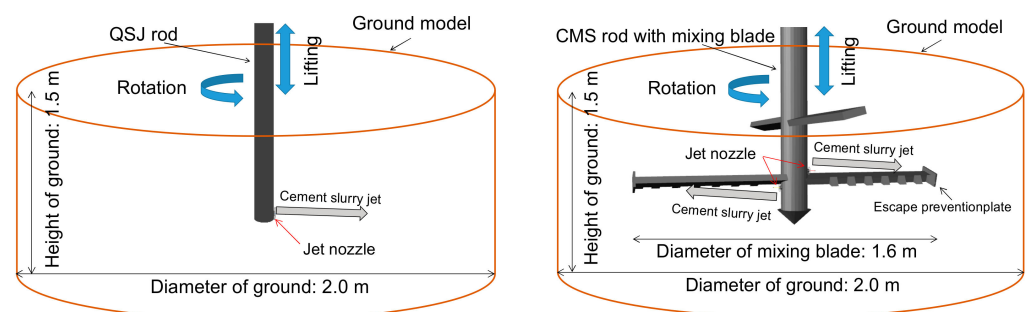 QSJ rod
Ground model
Lifting
Rotation
Height of ground: 1.5 m
Cement slurry jet
Jet nozzle
Diameter of ground: 2.0 m
CMS rod with mixing blade
Ground model
Lifting
Rotation
Height of ground: 1.5 m
Jet nozzle
Cement slurry jet
Cement slurry jet
Escape preventionplate
Diameter of mixing blade: 1.6 m
Diameter of ground: 2.0 m